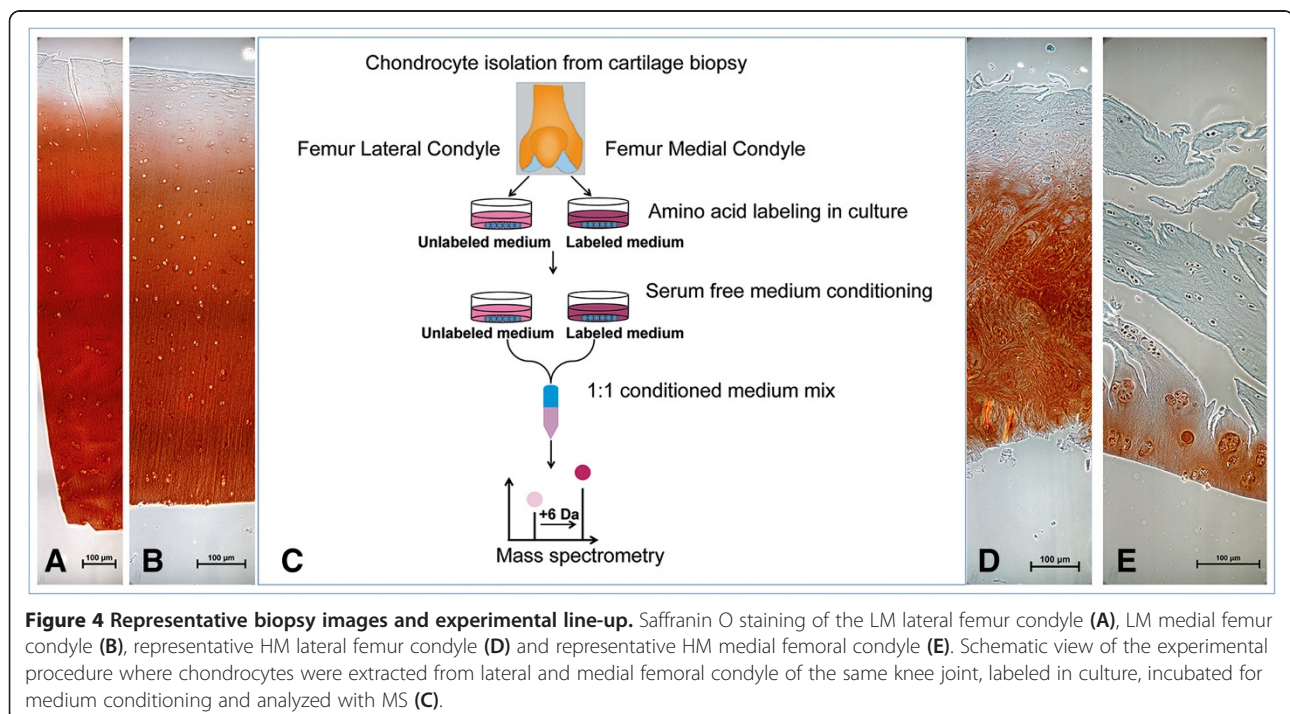 Chondrocyte isolation from cartilage biopsy
Femur Lateral Condyle
Femur Medial Condyle
Amino acid labeling in culture
Unlabeled medium
Labeled medium
Serum free medium conditioning
Unlabeled medium
Labeled medium
1:1 conditioned medium mix
+6 Da
Mass spectrometry
A
100 µm
B
100 µm
C
D
100 µm
E
100 µm
Figure 4 Representative biopsy images and experimental line-up. Saffranin O staining of the LM lateral femur condyle (A), LM medial femur
condyle (B), representative HM lateral femur condyle (D) and representative HM medial femoral condyle (E). Schematic view of the experimental
procedure where chondrocytes were extracted from lateral and medial femoral condyle of the same knee joint, labeled in culture, incubated for
medium conditioning and analyzed with MS (C).